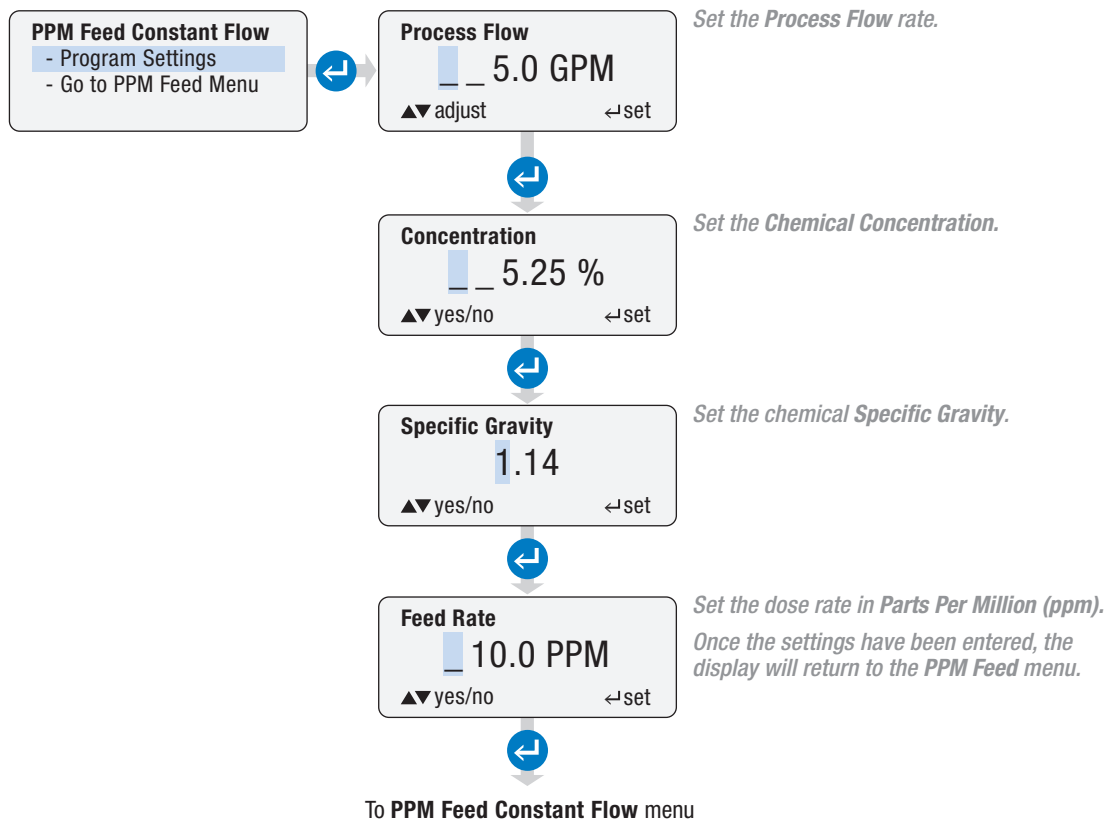 PPM Feed Constant Flow
- Program Settings
- Go to PPM Feed Menu
Process Flow
_ _ 5.0 GPM
▲▼ adjust ↵ set
Set the Process Flow rate.
Concentration
_ _ 5.25 %
▲▼ yes/no ↵ set
Set the Chemical Concentration.
Specific Gravity
1.14
▲▼ yes/no ↵ set
Set the chemical Specific Gravity.
Feed Rate
_ 10.0 PPM
▲▼ yes/no ↵ set
Set the dose rate in Parts Per Million (ppm).
Once the settings have been entered, the
display will return to the PPM Feed menu.
To PPM Feed Constant Flow menu